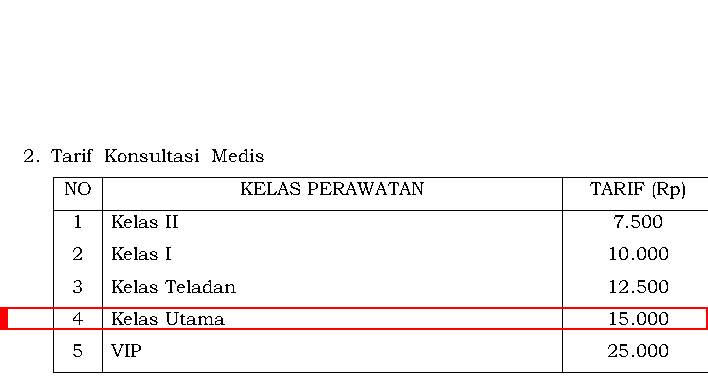 2. Tarif Konsultasi Medis
NO KELAS PERAWATAN TARIF (Rp)
1 Kelas II 7.500
2 Kelas I 10.000
3 Kelas Teladan 12.500
4 Kelas Utama 15.000
5 VIP 25.000